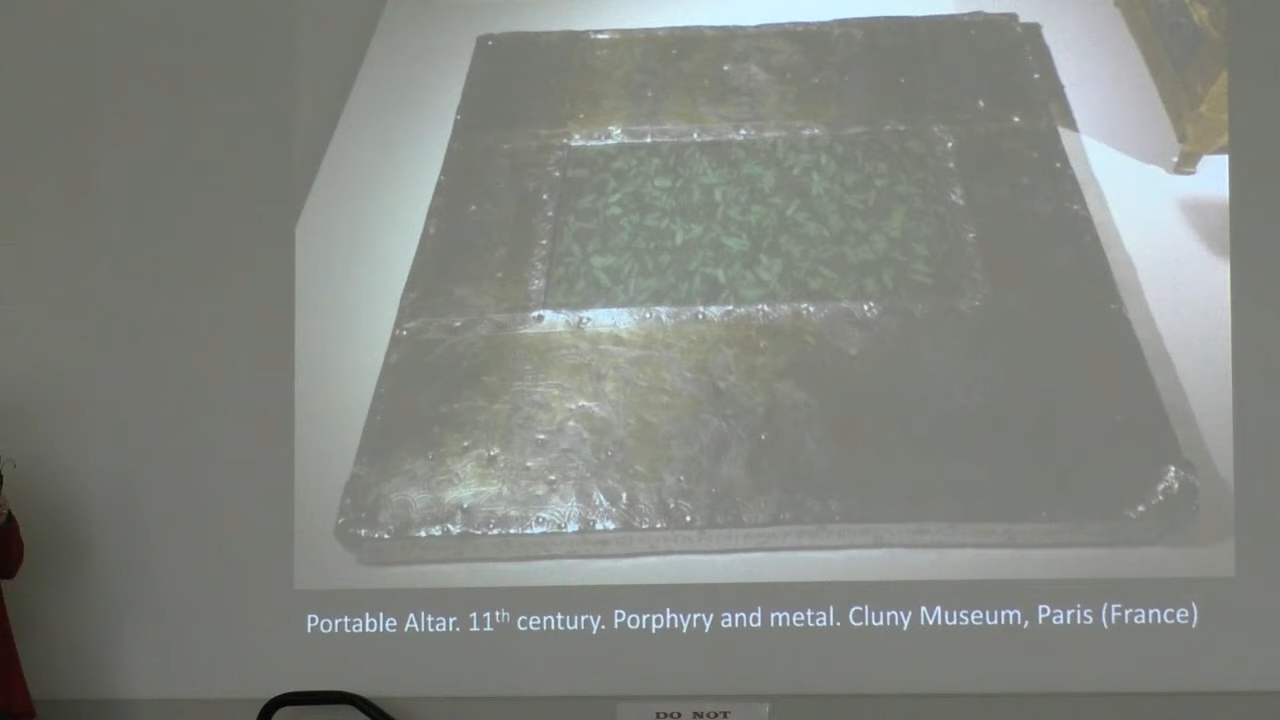 Portable Altar. 11th century. Porphyry and metal. Cluny Museum, Paris (France)
DO NOT